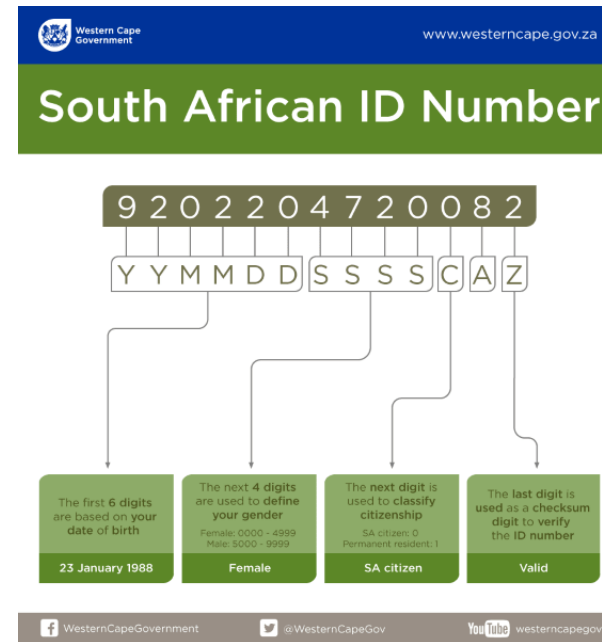 Western Cape
Government
www.westerncape.gov.za
South African ID Number
9 2 0 2 2 0 4 7 2 0 0 8 2
Y Y M M D D S S S S C A Z
The first 6 digits
are based on your
date of birth
23 January 1988
The next 4 digits
are used to define
your gender
Female: 0000 - 4999
Male: 5000 - 9999
Female
The next digit is
used to classify
citizenship
SA citizen: 0
Permanent resident: 1
SA citizen
The last digit is
used as a checksum
digit to verify
the ID number
Valid
WesternCapeGovernment
@WesternCapeGov
YouTube westerncapegov